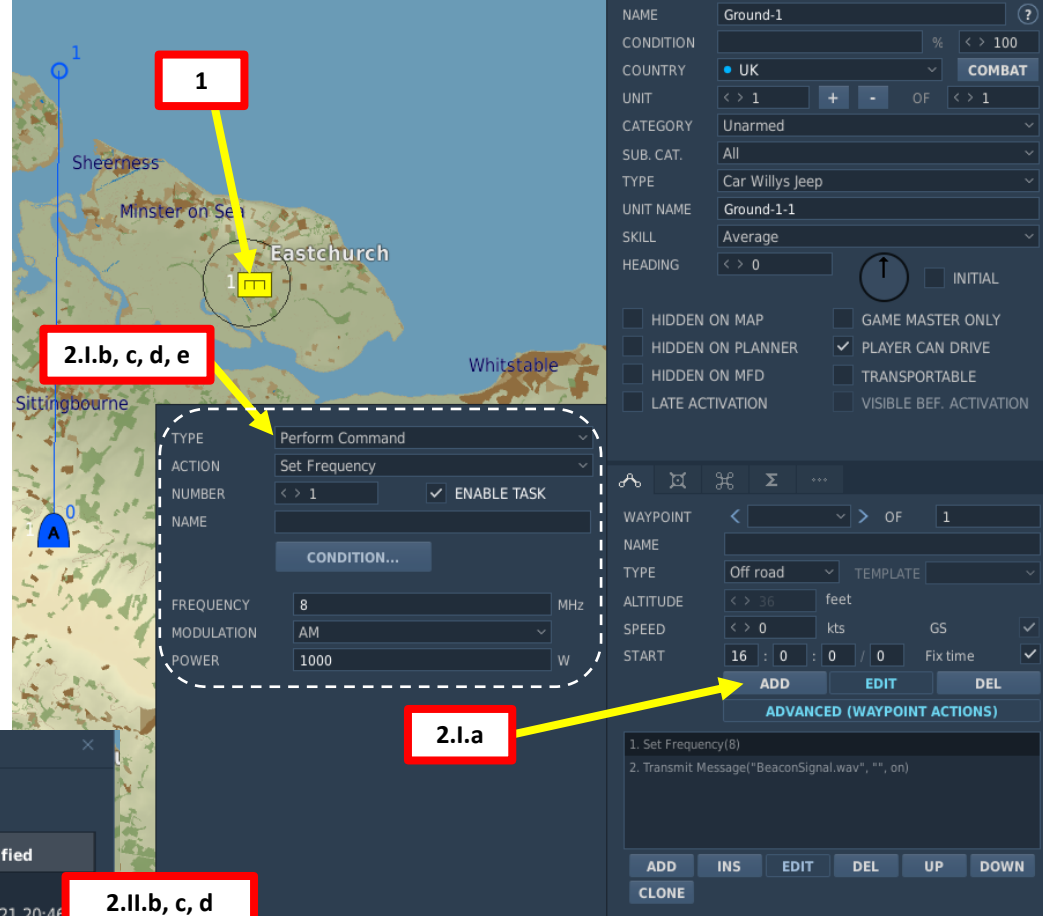 NAME Ground-1 ?
CONDITION % < > 100
COUNTRY UK COMBAT
UNIT < > 1 + - OF < > 1
CATEGORY Unarmed
SUB. CAT. All
TYPE Car Willys Jeep
UNIT NAME Ground-1-1
SKILL Average
HEADING < > 0 INITIAL
HIDDEN ON MAP GAME MASTER ONLY
HIDDEN ON PLANNER PLAYER CAN DRIVE
HIDDEN ON MFD TRANSPORTABLE
LATE ACTIVATION VISIBLE BEF. ACTIVATION
1
1
Sheerness
Minster on Sea
Eastchurch
1
2.I.b, c, d, e
Whitstable
Sittingbourne
0
A
TYPE Perform Command
ACTION Set Frequency
NUMBER < > 1 ENABLE TASK
NAME
CONDITION...
FREQUENCY 8 MHz
MODULATION AM
POWER 1000 W
2.I.a
WAYPOINT < > OF 1
NAME
TYPE Off road TEMPLATE
ALTITUDE < > 36 feet
SPEED < > 0 kts GS
START 16 : 0 : 0 / 0 Fix time
ADD EDIT DEL
ADVANCED (WAYPOINT ACTIONS)
1. Set Frequency(8)
2. Transmit Message("BeaconSignal.wav", "", on)
ADD INS EDIT DEL UP DOWN
CLONE
fied
21 20:46
2.II.b, c, d